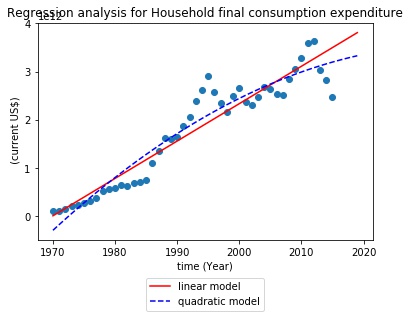 Regression analysis for Household final consumption expenditure
1e12
4
3
2
1
0
(current US$)
1970 1980 1990 2000 2010 2020
time (Year)
linear model
quadratic model